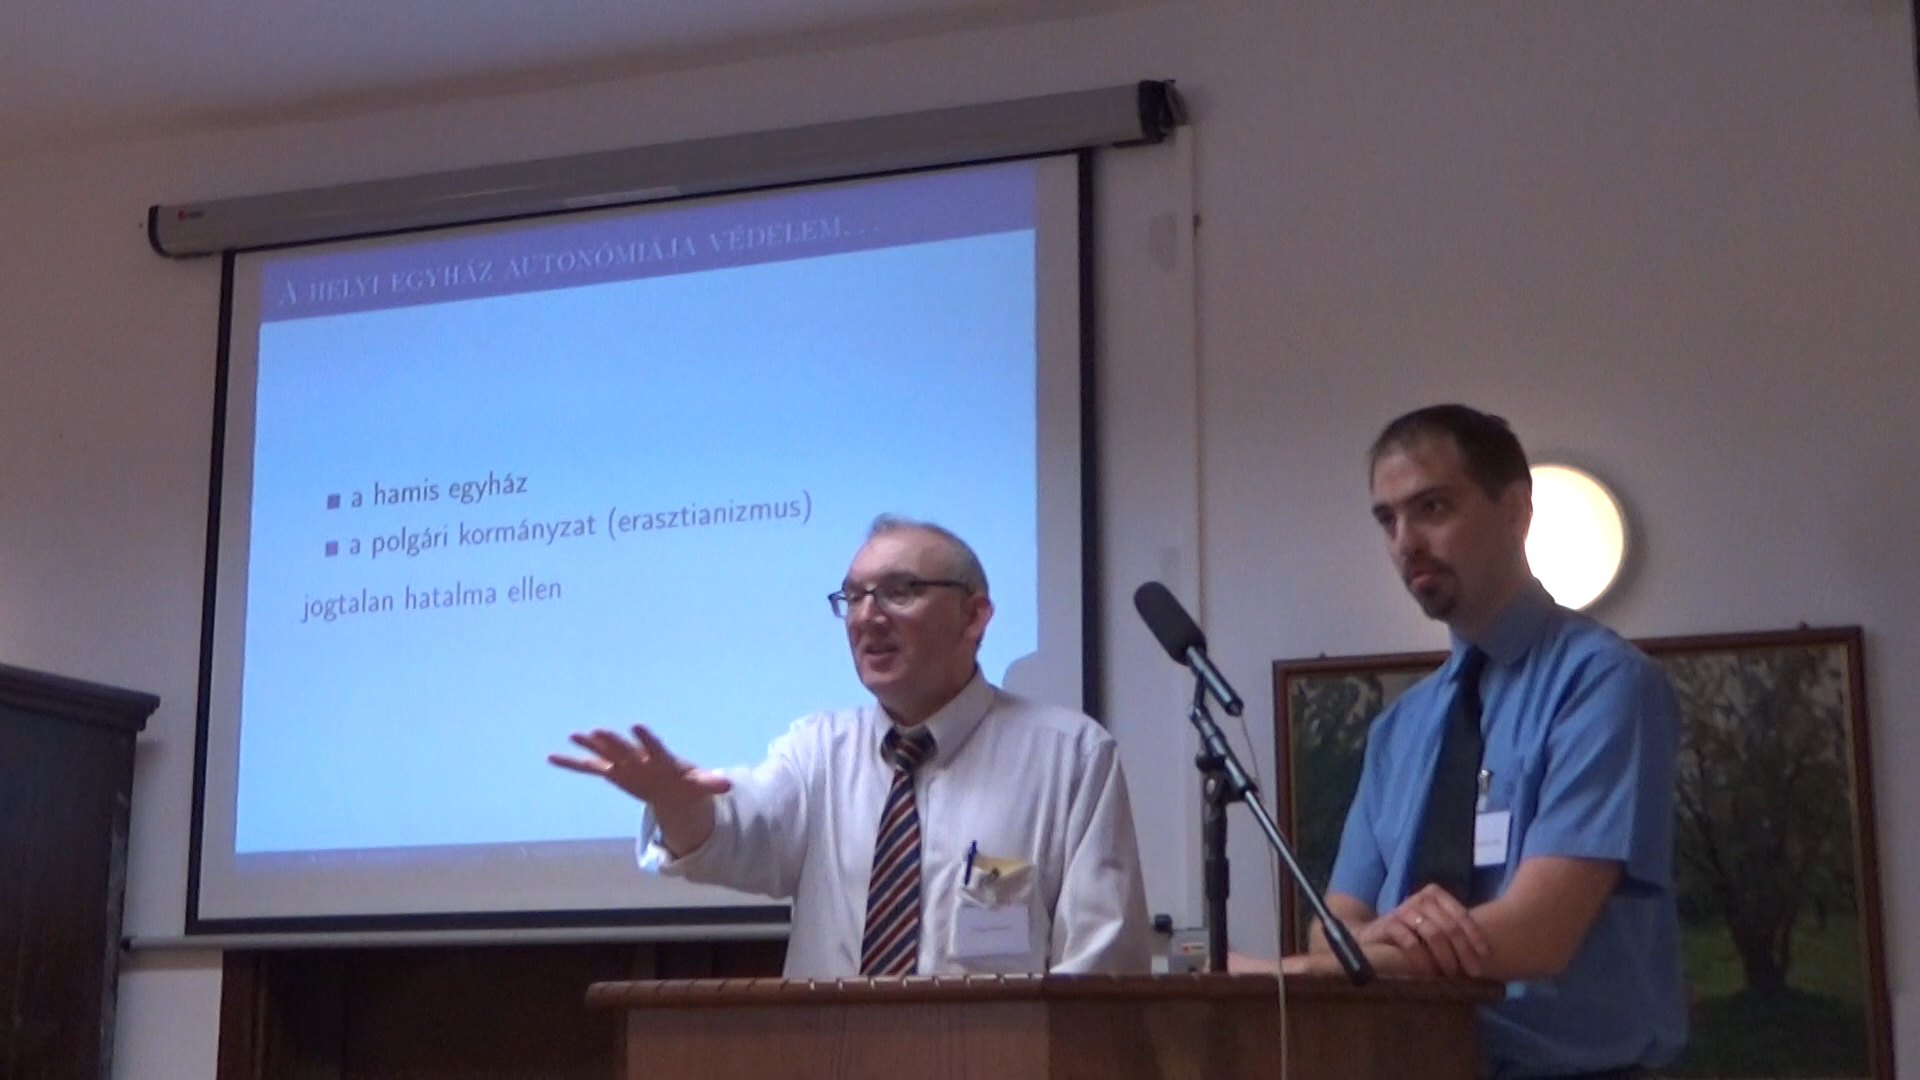 A HELYI EGYHÁZ AUTONÓMIÁJA VÉDELEM...
a hamis egyház
a polgári kormányzat (erasztianizmus)
jogtalan hatalma ellen